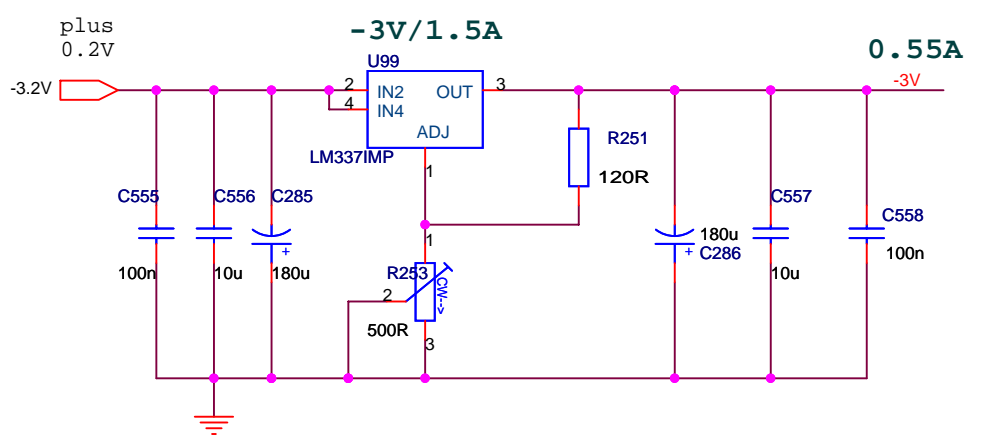 plus
0.2V
-3V/1.5A
0.55A
U99
-3.2V
2
IN2
OUT
3
-3V
4
IN4
ADJ
LM337IMP
1
R251
120R
C555
C556
C285
C557
C558
1
180u
+
+
C286
100n
100n
10u
180u
R253
CW-->
10u
2
500R
3